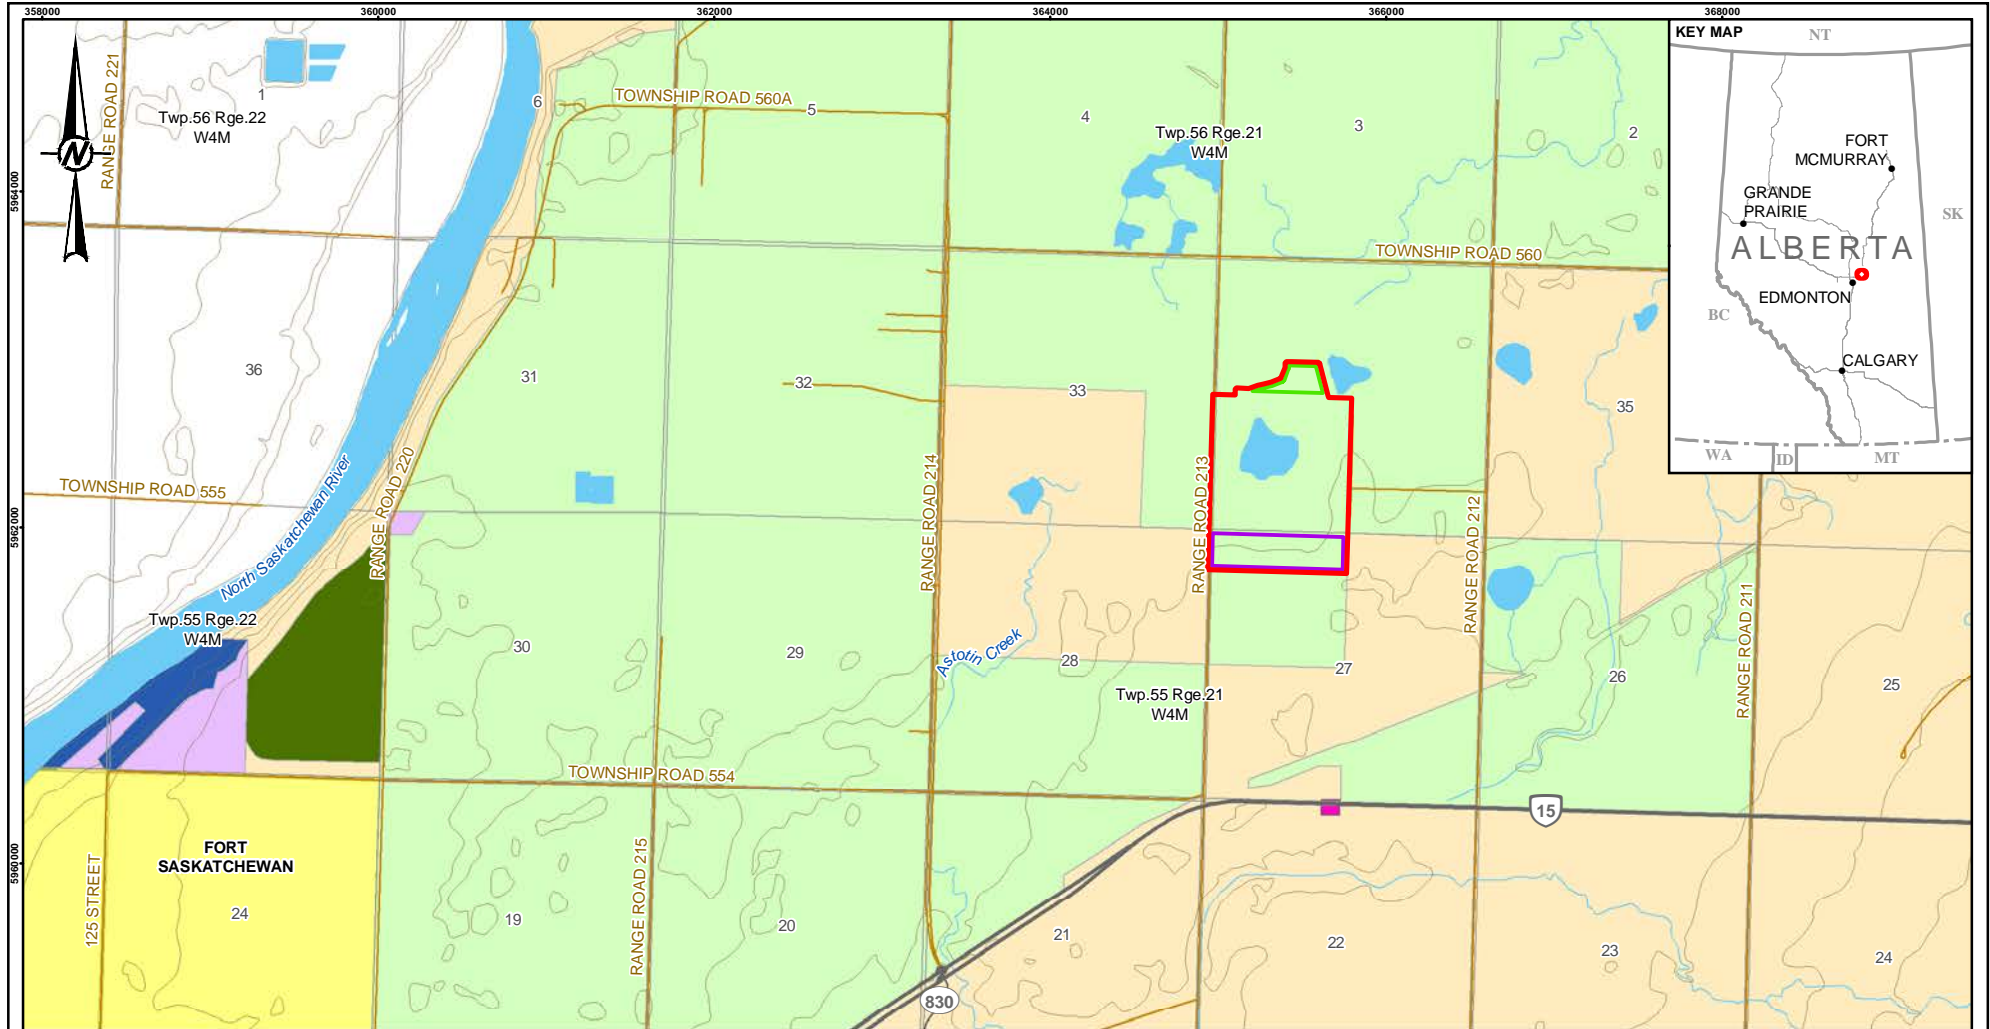 358000
360000
362000
364000
366000
368000
5964000
5962000
5960000
N
RANGE ROAD 221
1
Twp.56 Rge.22
W4M
6
TOWNSHIP ROAD 560A
5
4
Twp.56 Rge.21
W4M
3
2
TOWNSHIP ROAD 560
KEY MAP
NT
FORT
MCMURRAY
GRANDE
PRAIRIE
SK
ALBERTA
EDMONTON
BC
CALGARY
WA
ID
MT
36
31
32
33
35
TOWNSHIP ROAD 555
North Saskatchewan River
RANGE ROAD 220
RANGE ROAD 214
RANGE ROAD 213
RANGE ROAD 212
RANGE ROAD 211
Twp.55 Rge.22
W4M
30
29
Astotin Creek
28
27
26
25
Twp.55 Rge.21
W4M
TOWNSHIP ROAD 554
15
FORT
SASKATCHEWAN
125 STREET
24
19
RANGE ROAD 215
20
21
22
23
24
830